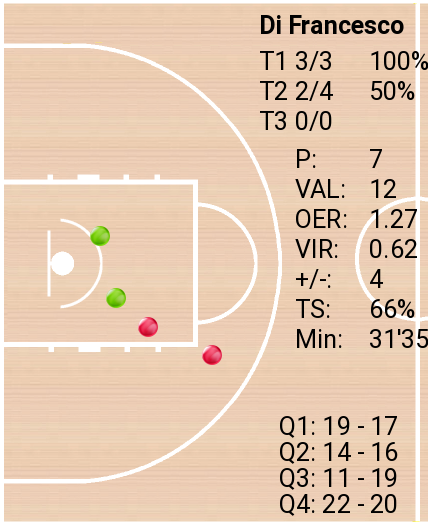 Di Francesco
T1 3/3 100%
T2 2/4 50%
T3 0/0
P: 7
VAL: 12
OER: 1.27
VIR: 0.62
+/-: 4
TS: 66%
Min: 31'35
Q1: 19 - 17
Q2: 14 - 16
Q3: 11 - 19
Q4: 22 - 20